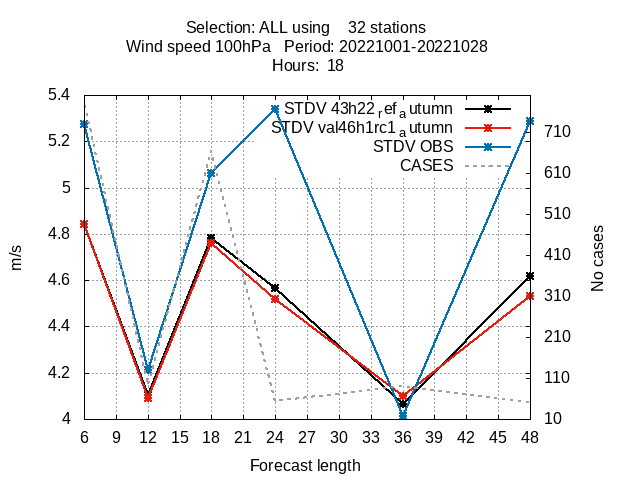 Selection: ALL using 32 stations
Wind speed 100hPa Period: 20221001-20221028
Hours: 18
STDV 43h22ref autumn
STDV val46h1rc1autumn
STDV OBS
CASES
5.4
5.2
5
4.8
4.6
4.4
4.2
4
m/s
710
610
510
410
310
210
110
10
No cases
6 9 12 15 18 21 24 27 30 33 36 39 42 45 48
Forecast length